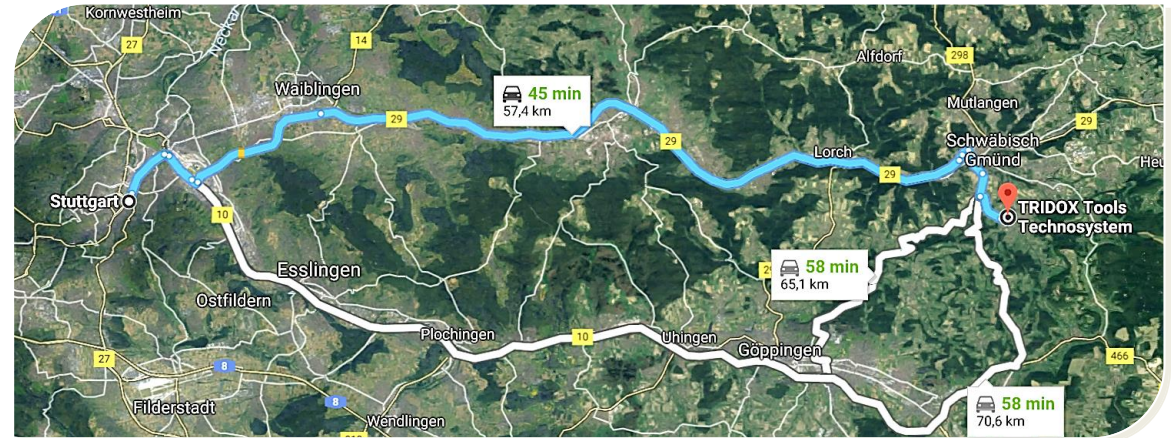 Kornwestheim
27
Neckar
14
Alfdorf
298
Waiblingen
45 min
57,4 km
29
Mutlangen
29
29
Schwäbisch
Gmünd
Lorch
29
Stuttgart
TRIDOX Tools
Technosystem
10
Esslingen
58 min
65,1 km
Ostfildern
Plochingen
10
Uhingen
Göppingen
27
8
466
8
Filderstadt
Wendlingen
58 min
70,6 km